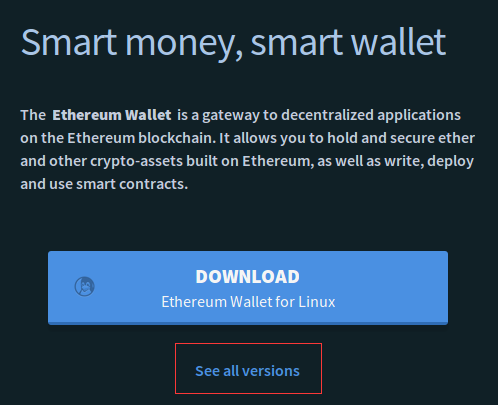 Smart money, smart wallet
The Ethereum Wallet is a gateway to decentralized applications
on the Ethereum blockchain. It allows you to hold and secure ether
and other crypto-assets built on Ethereum, as well as write, deploy
and use smart contracts.
DOWNLOAD
Ethereum Wallet for Linux
See all versions